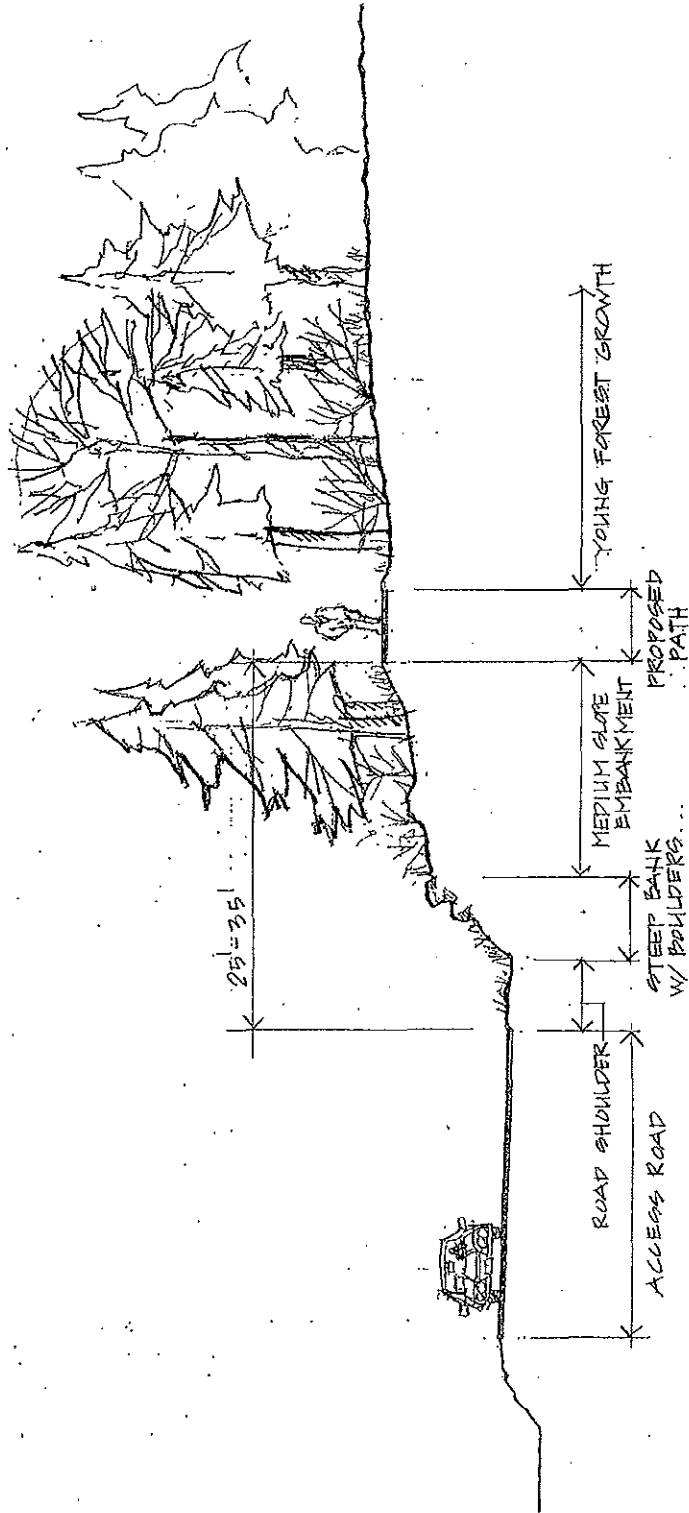 25'=35'
ACCESS ROAD
ROAD SHOULDER
STEEP BANK
W/ BOULDERS...
MEDIUM SLOPE
EMBANKMENT
PROPOSED
PATH
YOUNG FOREST GROWTH